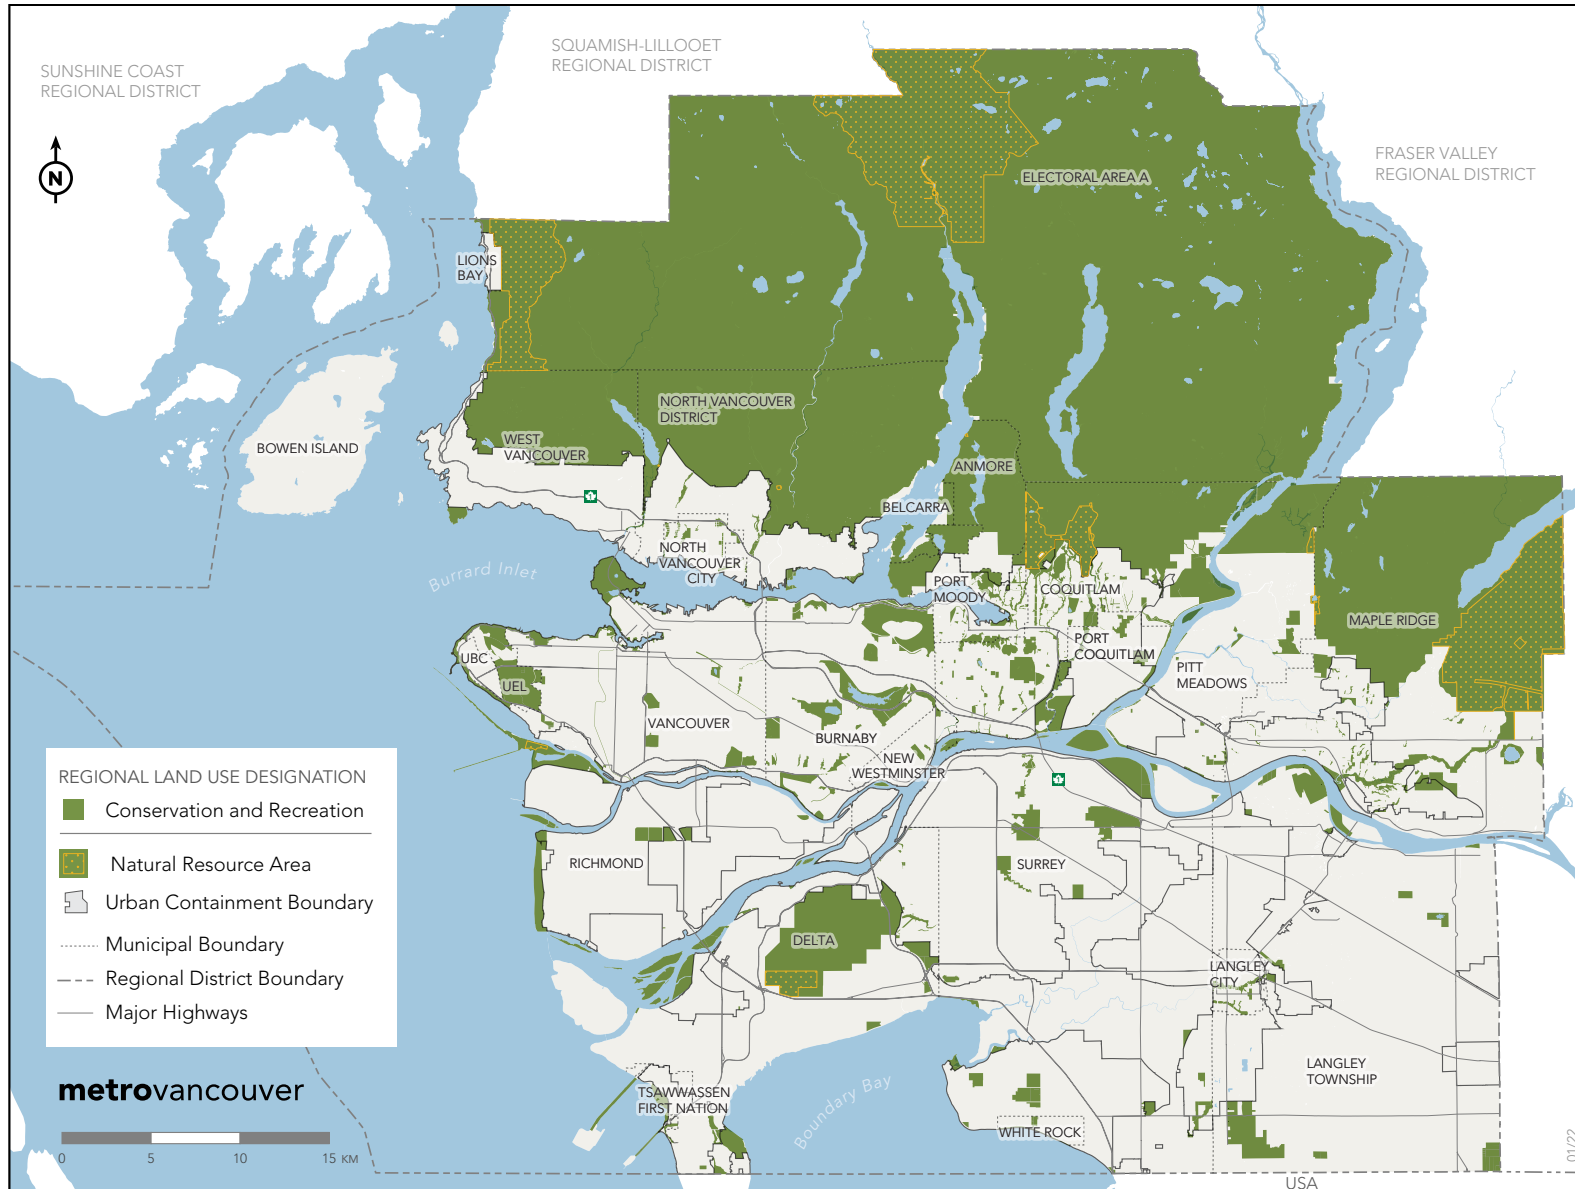 SUNSHINE COAST
REGIONAL DISTRICT
SQUAMISH-LILLOOET
REGIONAL DISTRICT
FRASER VALLEY
REGIONAL DISTRICT
N
ELECTORAL AREA A
LIONS
BAY
BOWEN ISLAND
WEST
VANCOUVER
NORTH VANCOUVER
DISTRICT
ANMORE
BELCARRA
1
NORTH
VANCOUVER
CITY
Burrard Inlet
PORT
MOODY
COQUITLAM
MAPLE RIDGE
PORT
COQUITLAM
PITT
MEADOWS
UBC
UEL
VANCOUVER
BURNABY
NEW
WESTMINSTER
1
RICHMOND
SURREY
DELTA
LANGLEY
CITY
LANGLEY
TOWNSHIP
TSAWWASSEN
FIRST NATION
Boundary Bay
WHITE ROCK
USA
REGIONAL LAND USE DESIGNATION
Conservation and Recreation
Natural Resource Area
Urban Containment Boundary
Municipal Boundary
Regional District Boundary
Major Highways
metrovancouver
0 5 10 15 KM
01/22